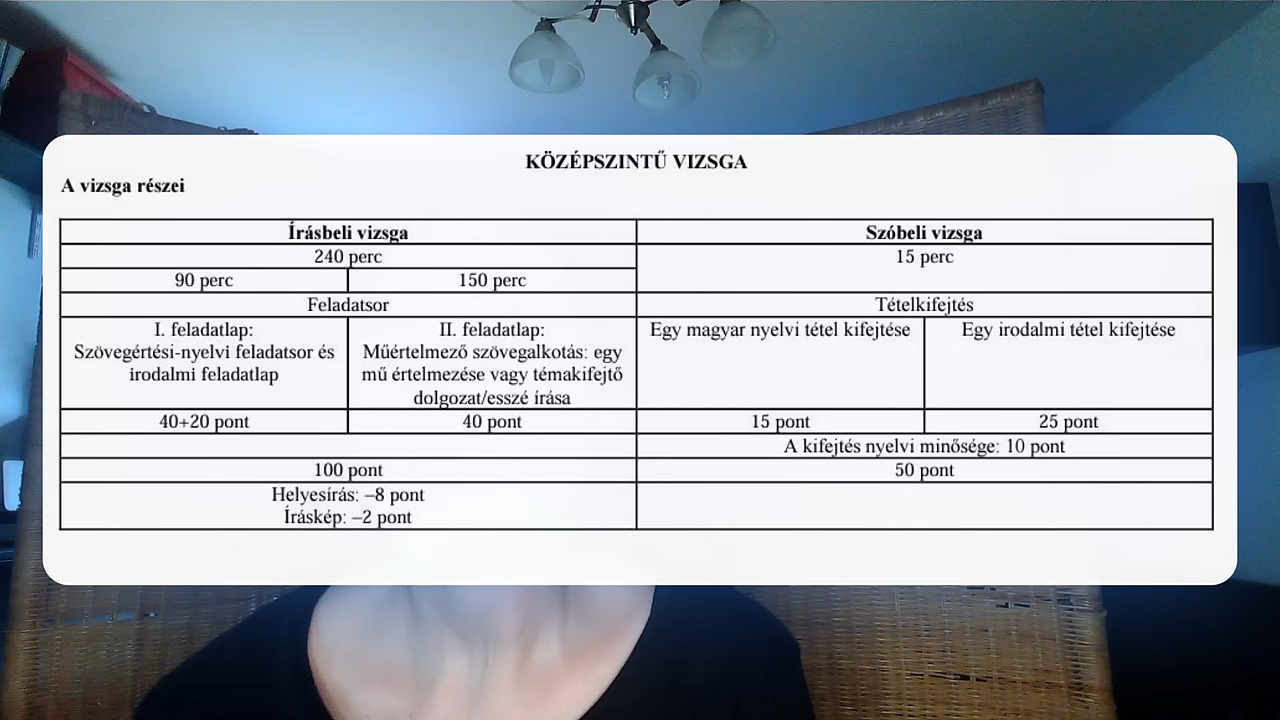 KÖZÉPSZINTŰ VIZSGA
A vizsga részei
Írásbeli vizsga
Szóbeli vizsga
240 perc
15 perc
90 perc
150 perc
Feladatsor
Tételkifejtés
I. feladatlap:
Szövegértési-nyelvi feladatsor és
irodalmi feladatlap
II. feladatlap:
Műértelmező szövegalkotás: egy
mű értelmezése vagy témakifejtő
dolgozat/esszé írása
Egy magyar nyelvi tétel kifejtése
Egy irodalmi tétel kifejtése
40+20 pont
40 pont
15 pont
25 pont
A kifejtés nyelvi minősége: 10 pont
100 pont
50 pont
Helyesírás: –8 pont
Íráskép: –2 pont